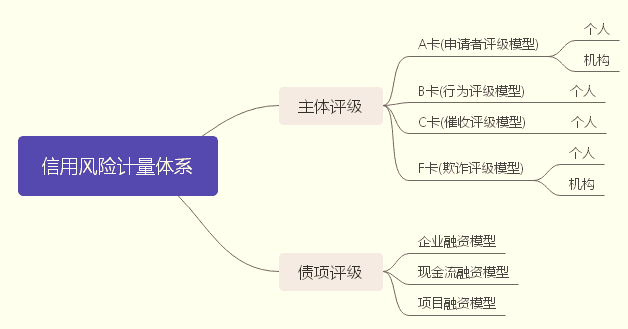 信用风险计量体系
主体评级
A卡(申请者评级模型)
个人
机构
B卡(行为评级模型)
个人
C卡(催收评级模型)
个人
F卡(欺诈评级模型)
个人
机构
债项评级
企业融资模型
现金流融资模型
项目融资模型